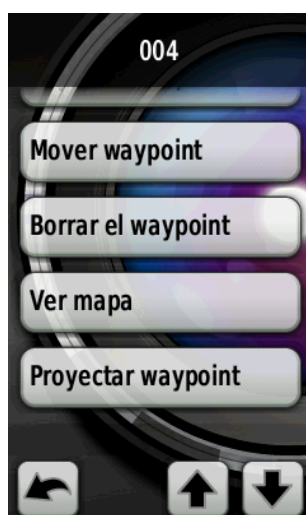 004
Mover waypoint
Borrar el waypoint
Ver mapa
Proyectar waypoint